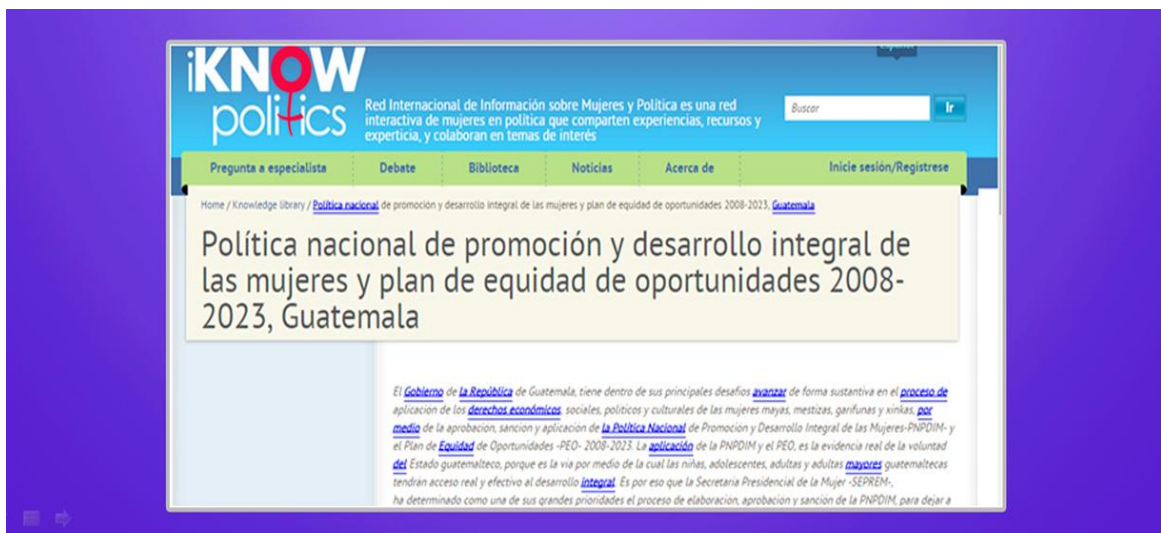 iKNOW
politics
Red Internacional de Información sobre Mujeres y Política es una red
interactiva de mujeres en política que comparten experiencias, recursos y
experticia, y colaboran en temas de interés
Buscar
Ir
Pregunta a especialista
Debate
Biblioteca
Noticias
Acerca de
Inicie sesión/Registrese
Home / Knowledge library / Política nacional de promoción y desarrollo integral de las mujeres y plan de equidad de oportunidades 2008-2023, Guatemala
Política nacional de promoción y desarrollo integral de
las mujeres y plan de equidad de oportunidades 2008-
2023, Guatemala
El Gobierno de la República de Guatemala, tiene dentro de sus principales desafios avanzar de forma sustantiva en el proceso de
aplicación de los derechos económicos, sociales, politicos y culturales de las mujeres mayas, mestizas, garifunas y xinkas, por
medio de la aprobacion, sancion y aplicacion de la Política Nacional de Promocion y Desarrollo Integral de las Mujeres-PNPDIM- y
el Plan de Equidad de Oportunidades -PEO- 2008-2023. La aplicación de la PNPDIM y el PEO, es la evidencia real de la voluntad
del Estado guatemalteco, porque es la via por medio de la cual las niñas, adolescentes, adultas y adultas mayores guatemaltecas
tendrán acceso real y efectivo al desarrollo integral. Es por eso que la Secretaria Presidencial de la Mujer -SEPREM-,
ha determinado como una de sus grandes prioridades el proceso de elaboración, aprobacion y sanción de la PNPDIM, para dejar a